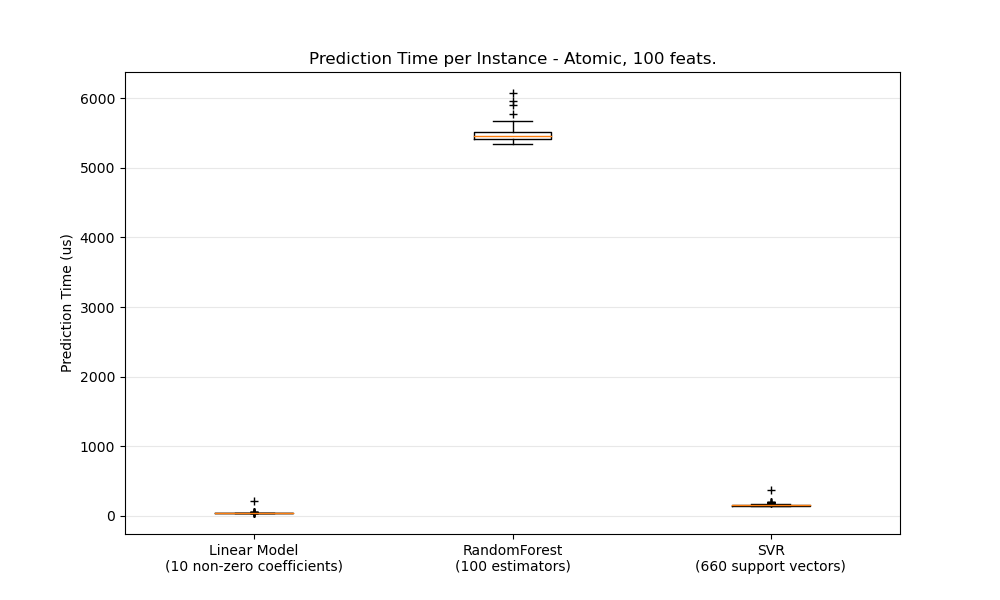 Prediction Time per Instance - Atomic, 100 feats.
Prediction Time (us)
6000
5000
4000
3000
2000
1000
0
Linear Model
(10 non-zero coefficients)
RandomForest
(100 estimators)
SVR
(660 support vectors)